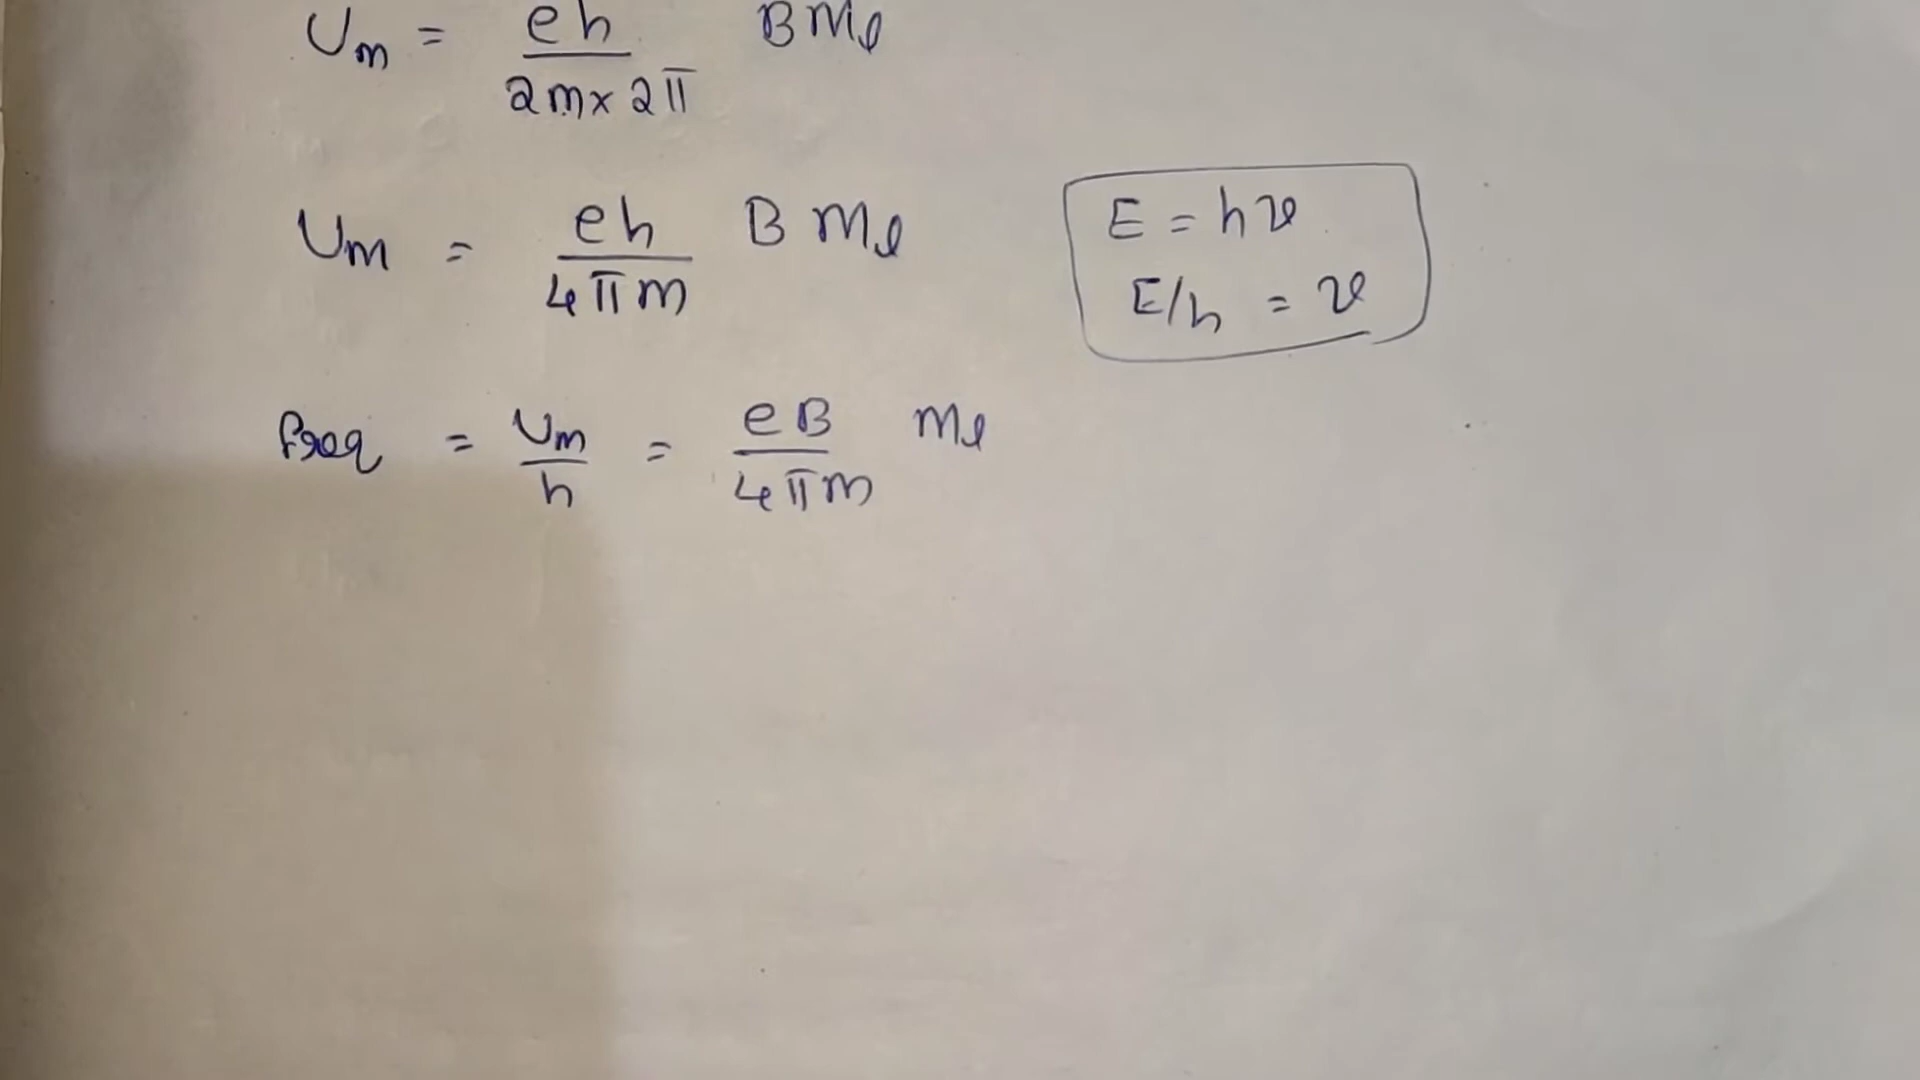 Um = eh / 2m×2π B Ml
Um = eh / 4πm B Ml
E = hν
E/h = ν
freq = Um / h = eB / 4πm Ml